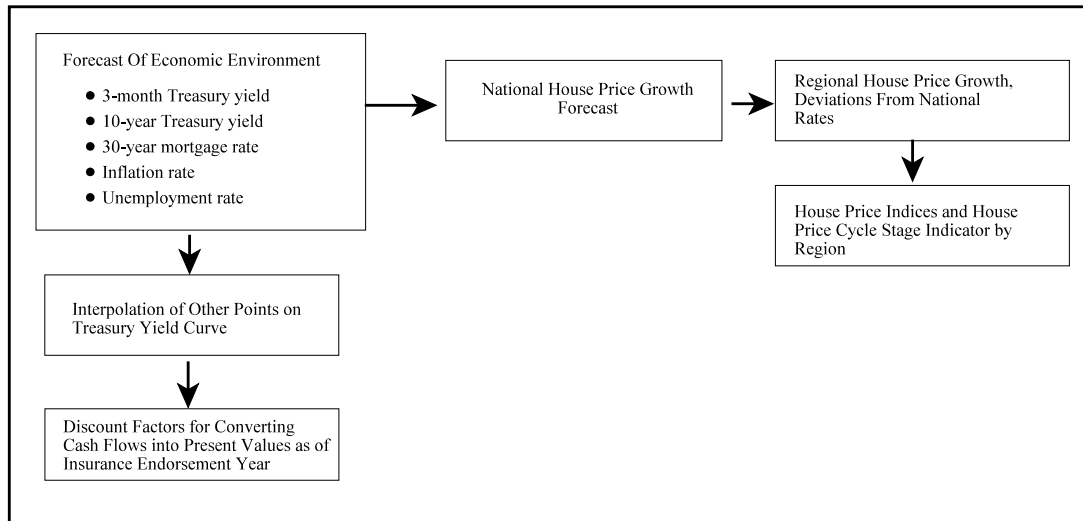 Forecast Of Economic Environment
● 3-month Treasury yield
● 10-year Treasury yield
● 30-year mortgage rate
● Inflation rate
● Unemployment rate
National House Price Growth
Forecast
Regional House Price Growth,
Deviations From National
Rates
House Price Indices and House
Price Cycle Stage Indicator by
Region
Interpolation of Other Points on
Treasury Yield Curve
Discount Factors for Converting
Cash Flows into Present Values as of
Insurance Endorsement Year